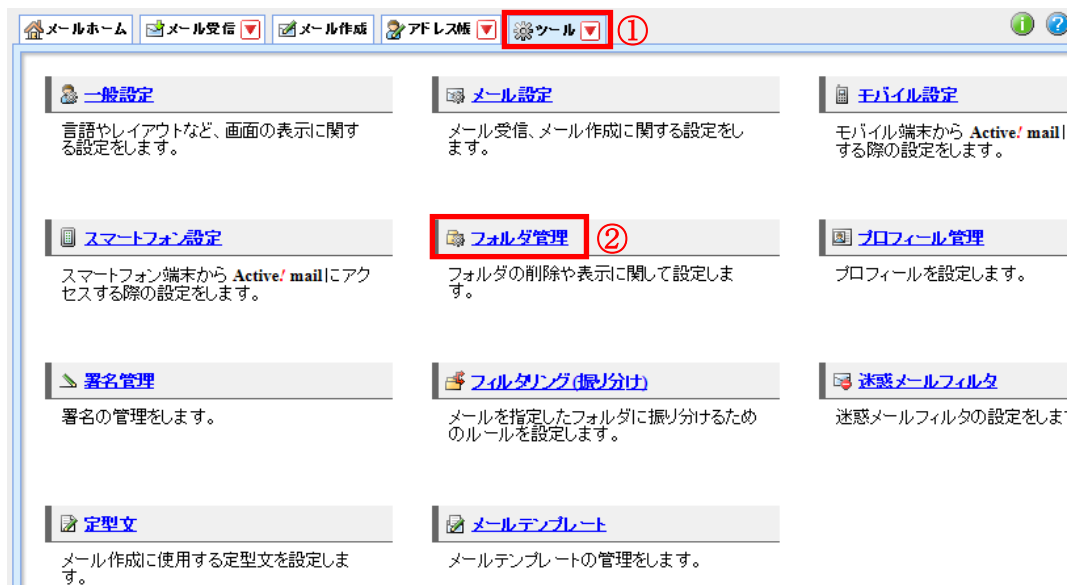 メールホーム メール受信 メール作成 アドレス帳 ツール ①
一般設定
言語やレイアウトなど、画面の表示に関す
る設定をします。
メール設定
メール受信、メール作成に関する設定をし
ます。
モバイル設定
モバイル端末から Active! mail
する際の設定をします。
スマートフォン設定
スマートフォン端末から Active! mailにアク
セスする際の設定をします。
フォルダ管理 ②
フォルダの削除や表示に関して設定しま
す。
プロフィール管理
プロフィールを設定します。
署名管理
署名の管理をします。
フィルタリング(振り分け)
メールを指定したフォルダに振り分けるため
のルールを設定します。
迷惑メールフィルタ
迷惑メールフィルタの設定をしま
定型文
メール作成に使用する定型文を設定しま
す。
メールテンプレート
メールテンプレートの管理をします。